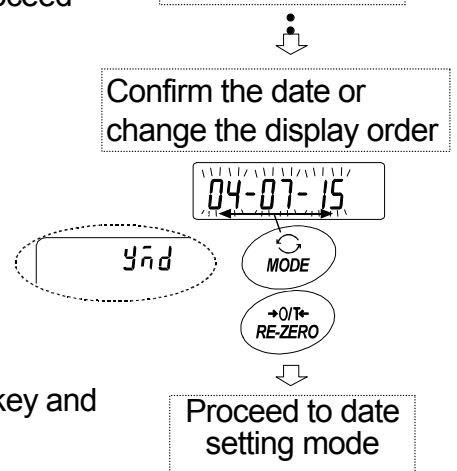 oceed
Confirm the date or
change the display order
04-07-15
ymd
MODE
→0/T←
RE-ZERO
key and
Proceed to date
setting mode